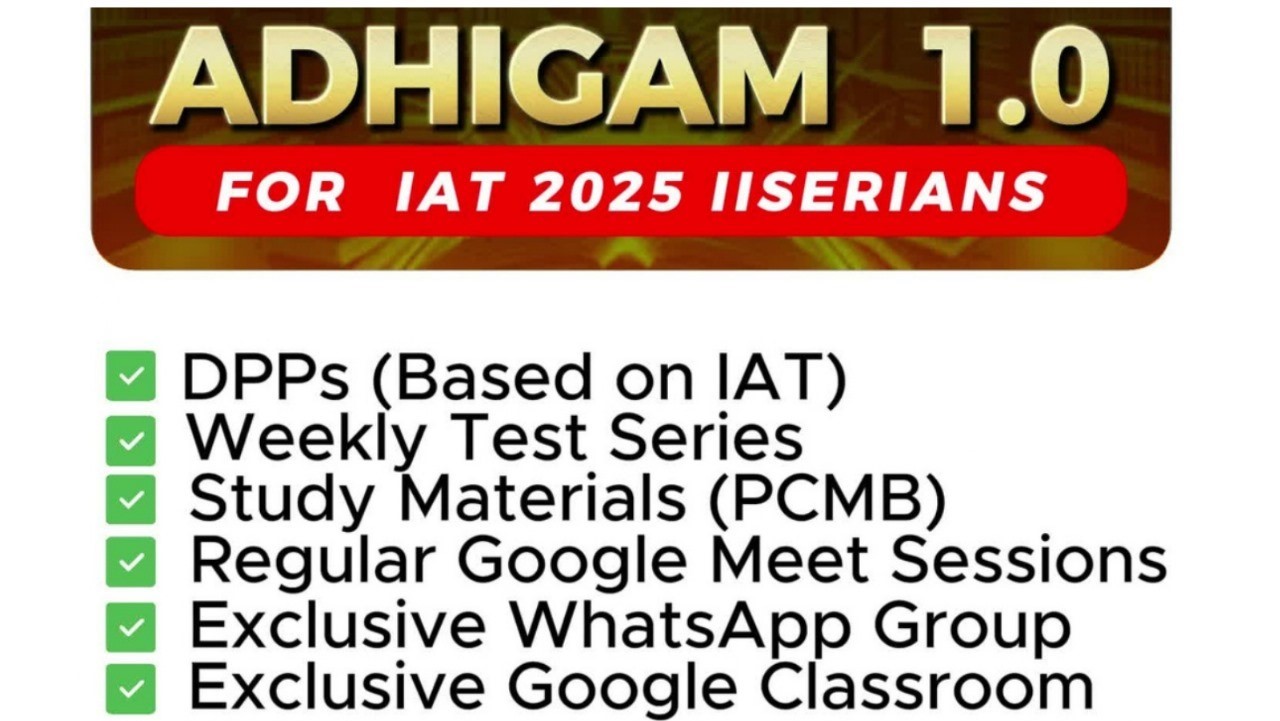 ADHIGAM 1.0
FOR IAT 2025 IISERIANS
DPPs (Based on IAT)
Weekly Test Series
Study Materials (PCMB)
Regular Google Meet Sessions
Exclusive WhatsApp Group
Exclusive Google Classroom